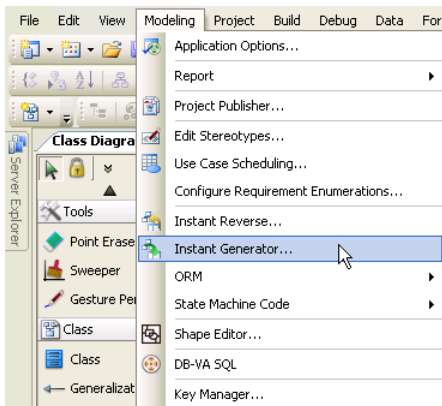 File Edit View Modeling Project Build Debug Data For
Application Options...
Report
Project Publisher...
Edit Stereotypes...
Use Case Scheduling...
Configure Requirement Enumerations...
Instant Reverse...
Instant Generator...
ORM
State Machine Code
Shape Editor...
DB-VA SQL
Key Manager...
Server Explorer
Class Diagra
Tools
Point Erase
Sweeper
Gesture Pe
Class
Class
Generalizat